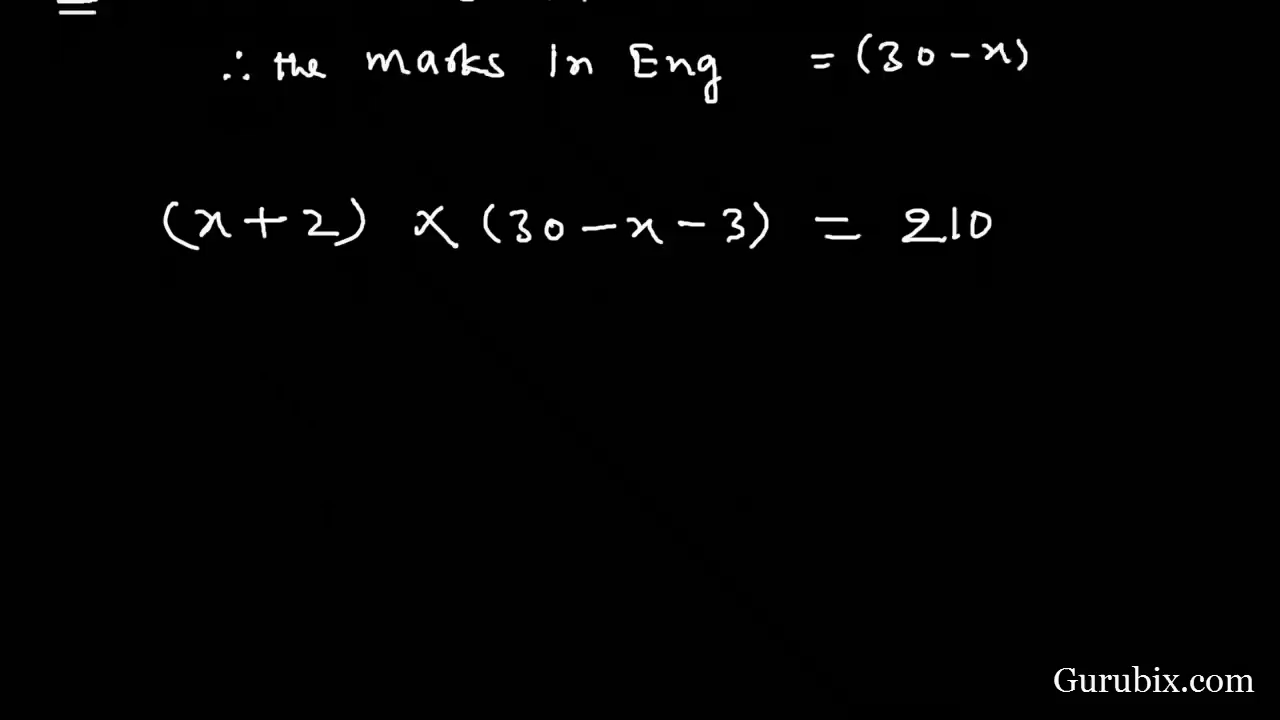 ∴ the marks in Eng = (30 - x)
(x + 2) × (30 - x - 3) = 210
Gurubix.com